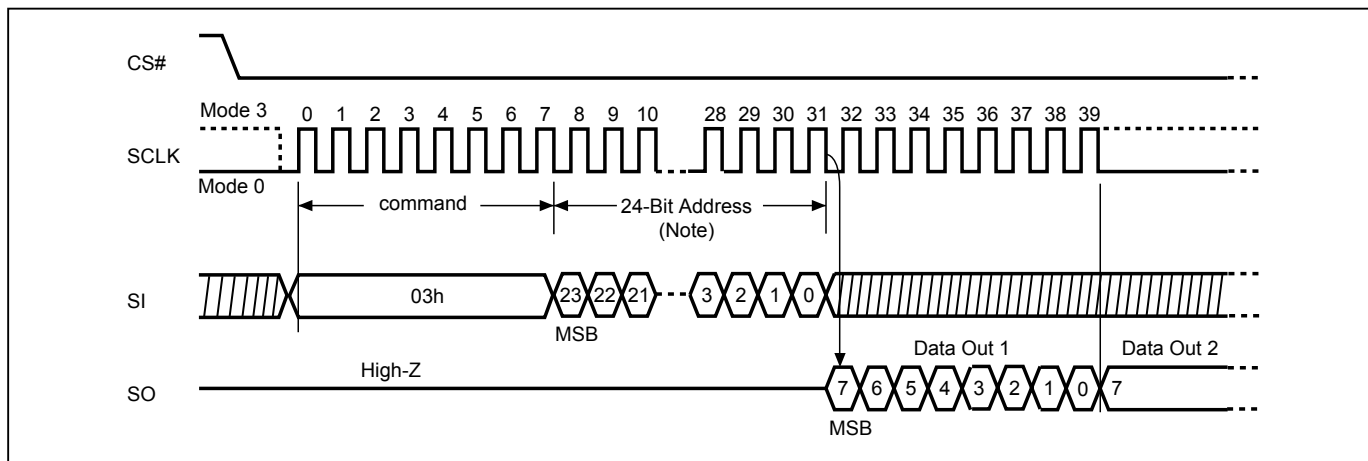 CS#
Mode 3
0 1 2 3 4 5 6 7 8 9 10 28 29 30 31 32 33 34 35 36 37 38 39
SCLK
Mode 0
command
24-Bit Address
(Note)
SI
03h
23 22 21 3 2 1 0
MSB
Data Out 1
Data Out 2
High-Z
SO
7 6 5 4 3 2 1 0 7
MSB